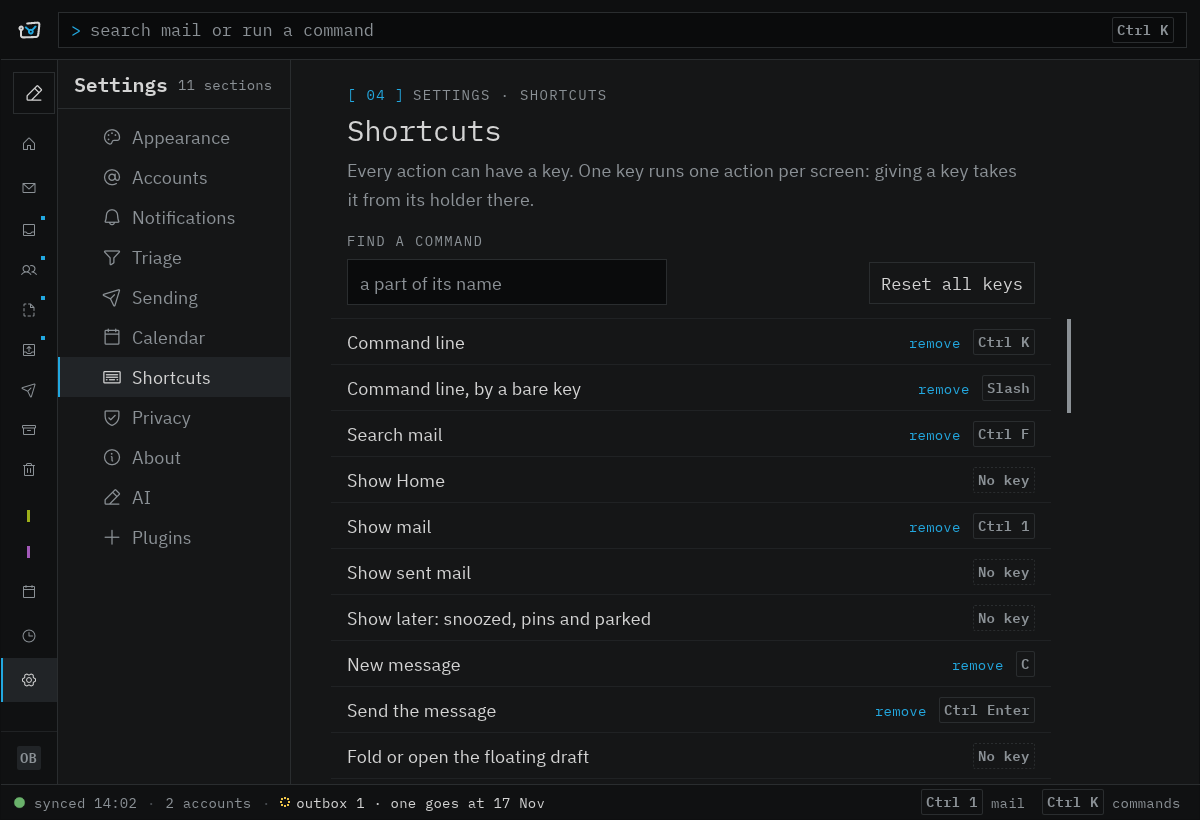 > search mail or run a command Ctrl K
Settings 11 sections
Appearance
Accounts
Notifications
Triage
Sending
Calendar
Shortcuts
Privacy
About
AI
Plugins
OB
[ 04 ] SETTINGS · SHORTCUTS
Shortcuts
Every action can have a key. One key runs one action per screen: giving a key takes
it from its holder there.
FIND A COMMAND
a part of its name Reset all keys
Command line remove Ctrl K
Command line, by a bare key remove Slash
Search mail remove Ctrl F
Show Home No key
Show mail remove Ctrl 1
Show sent mail No key
Show later: snoozed, pins and parked No key
New message remove C
Send the message remove Ctrl Enter
Fold or open the floating draft No key
synced 14:02 · 2 accounts · outbox 1 · one goes at 17 Nov Ctrl 1 mail Ctrl K commands